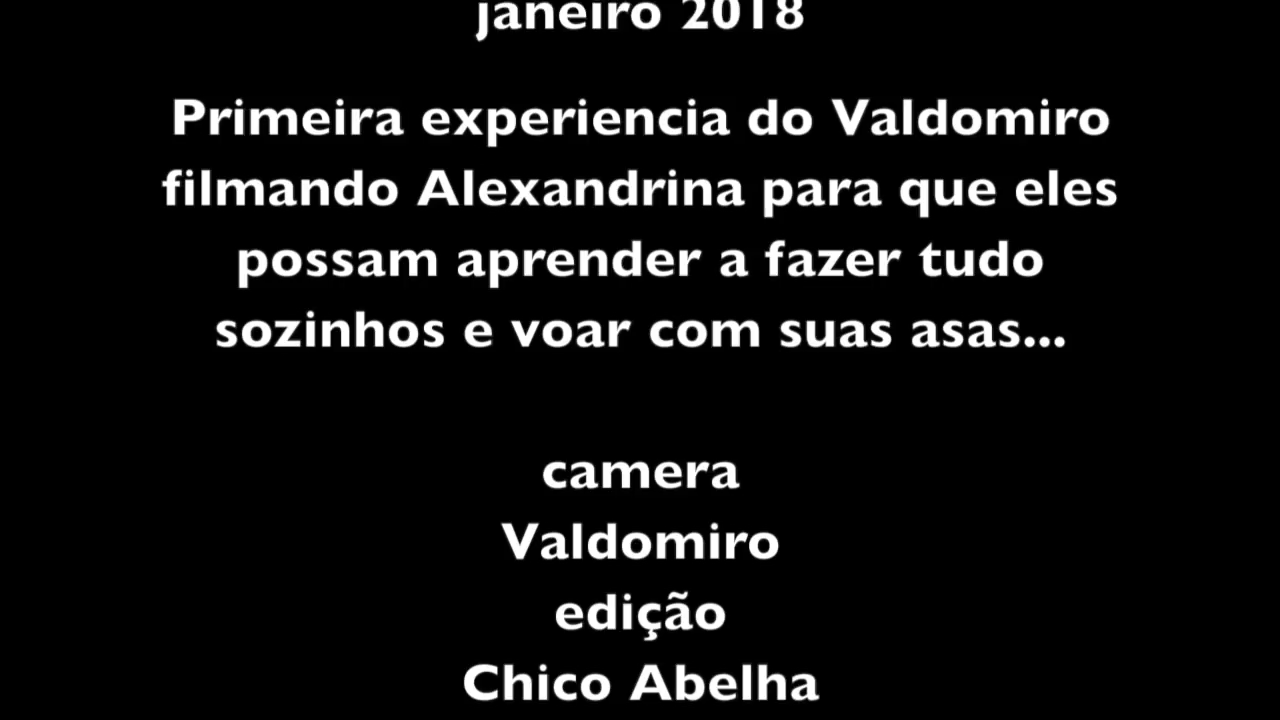 janeiro 2018
Primeira experiencia do Valdomiro
filmando Alexandrina para que eles
possam aprender a fazer tudo
sozinhos e voar com suas asas...
camera
Valdomiro
edição
Chico Abelha